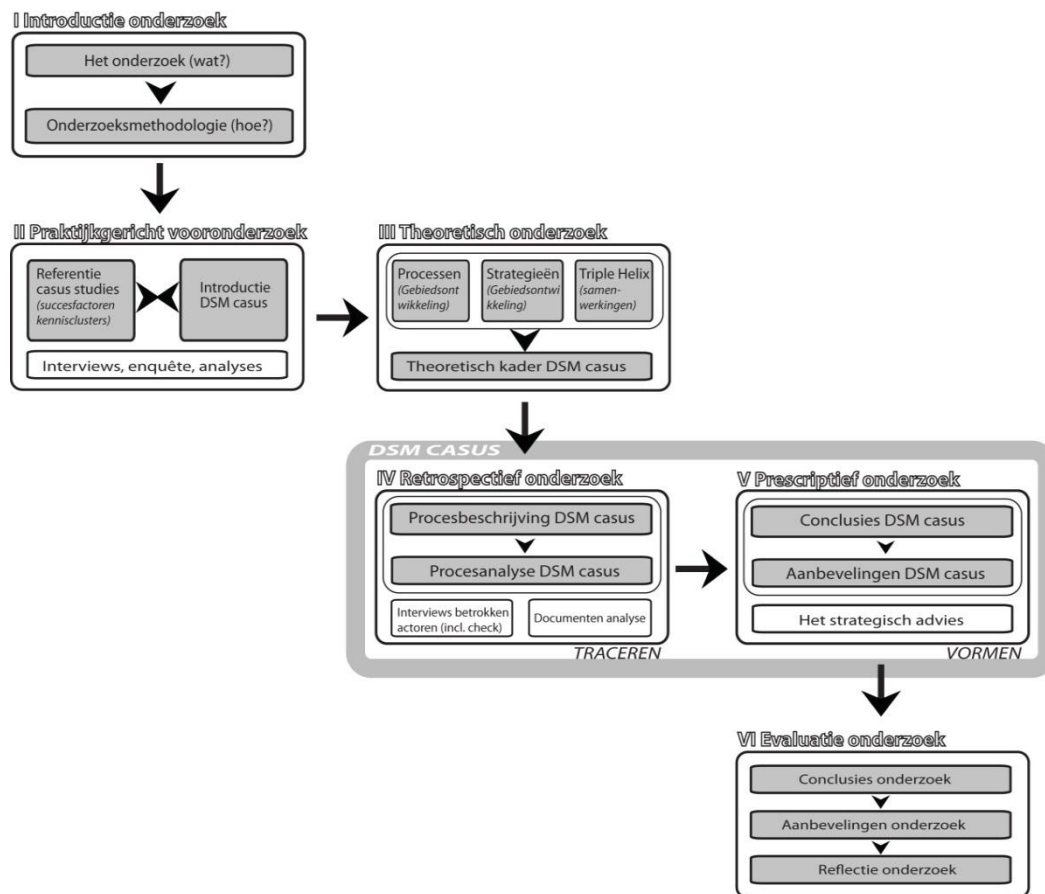 I Introductie onderzoek
Het onderzoek (wat?)
Onderzoeksmethodologie (hoe?)
II Praktijkgericht vooronderzoek
Referentie
casus studies
(succesfactoren
kennisclusters)
Introductie
DSM casus
Interviews, enquête, analyses
III Theoretisch onderzoek
Processen
(Gebiedsont
wikkeling)
Strategieën
(Gebiedsontwi
kkeling)
Triple Helix
(samen-
werkingen)
Theoretisch kader DSM casus
DSM CASUS
IV Retrospectief onderzoek
Procesbeschrijving DSM casus
Procesanalyse DSM casus
Interviews betrokken
actoren (incl. check)
Documenten analyse
TRACEREN
V Prescriptief onderzoek
Conclusies DSM casus
Aanbevelingen DSM casus
Het strategisch advies
VORMEN
VI Evaluatie onderzoek
Conclusies onderzoek
Aanbevelingen onderzoek
Reflectie onderzoek